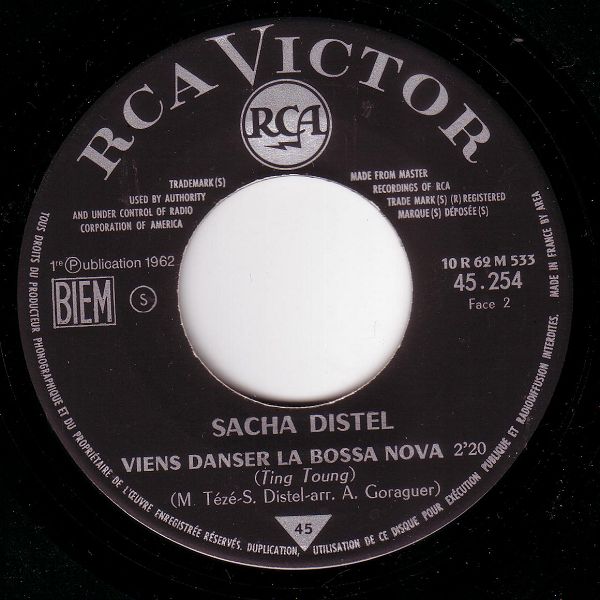 RCA VICTOR
RCA
TRADEMARK(S)
USED BY AUTHORITY
AND UNDER CONTROL OF RADIO
CORPORATION OF AMERICA
MADE FROM MASTER
RECORDINGS OF RCA
TRADE MARK(S) (R) REGISTERED
MARQUE(S) DÉPOSÉE(S)
1re Ⓟublication 1962
BIEM
S
10 R 62 M 533
45.254
Face 2
SACHA DISTEL
VIENS DANSER LA BOSSA NOVA 2'20
(Ting Toung)
(M. Tézé-S. Distel-arr. A. Goraguer)
45
TOUS DROITS DU PRODUCTEUR PHONOGRAPHIQUE ET DU PROPRIÉTAIRE DE L'ŒUVRE ENREGISTRÉE RÉSERVÉS. DUPLICATION, UTILISATION DE CE DISQUE POUR EXÉCUTION PUBLIQUE ET RADIODIFFUSION INTERDITES. MADE IN FRANCE BY AREA